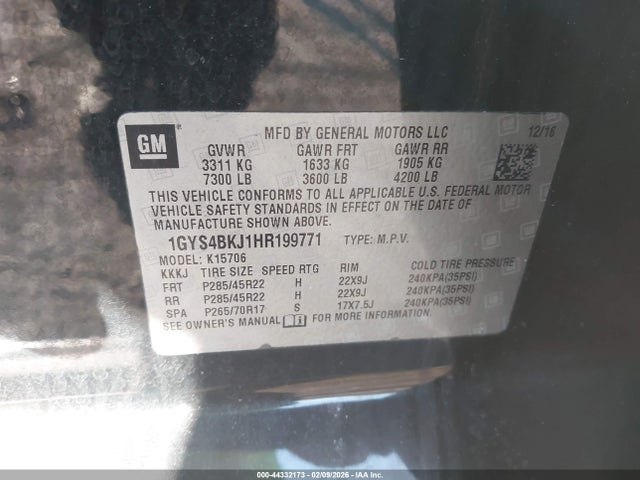 GM
MFD BY GENERAL MOTORS LLC 12/16
GVWR GAWR FRT GAWR RR
3311 KG 1633 KG 1905 KG
7300 LB 3600 LB 4200 LB
THIS VEHICLE CONFORMS TO ALL APPLICABLE U.S. FEDERAL MOTOR
VEHICLE SAFETY STANDARDS IN EFFECT ON THE DATE OF
MANUFACTURE SHOWN ABOVE.
1GYS4BKJ1HR199771 TYPE: M.P.V.
MODEL: K15706
KKKJ TIRE SIZE SPEED RTG RIM COLD TIRE PRESSURE
FRT P285/45R22 H 22X9J 240KPA(35PSI)
RR P285/45R22 H 22X9J 240KPA(35PSI)
SPA P265/70R17 S 17X7.5J 240KPA(35PSI)
SEE OWNER'S MANUAL FOR MORE INFORMATION.
000-44332173 - 02/09/2026 - IAA Inc.